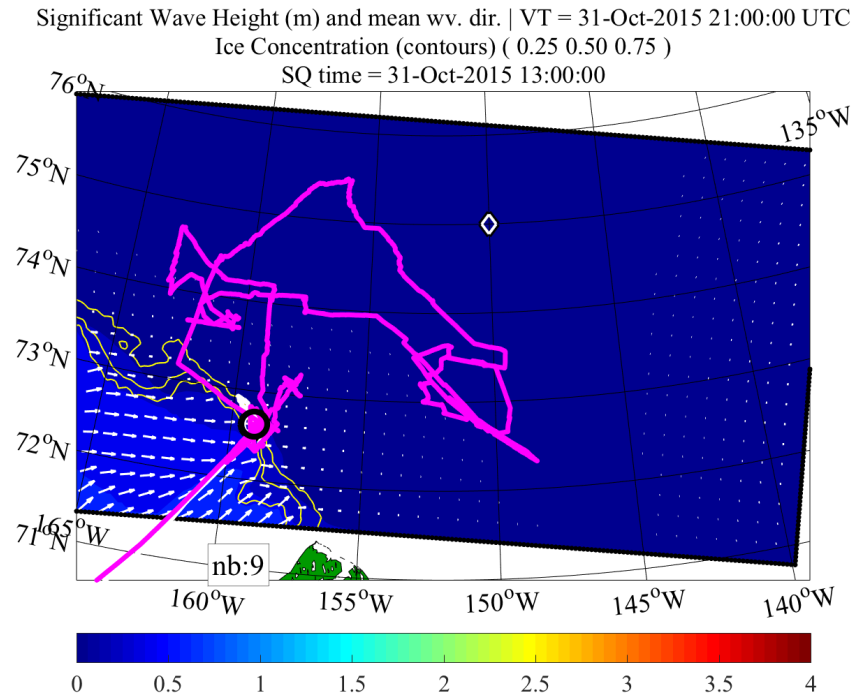 Significant Wave Height (m) and mean wv. dir. | VT = 31-Oct-2015 21:00:00 UTC
Ice Concentration (contours) ( 0.25 0.50 0.75 )
SQ time = 31-Oct-2015 13:00:00
76°N
135°W
75°N
74°N
73°N
72°N
71°N
165°W
nb:9
160°W
155°W
150°W
145°W
140°W
0 0.5 1 1.5 2 2.5 3 3.5 4